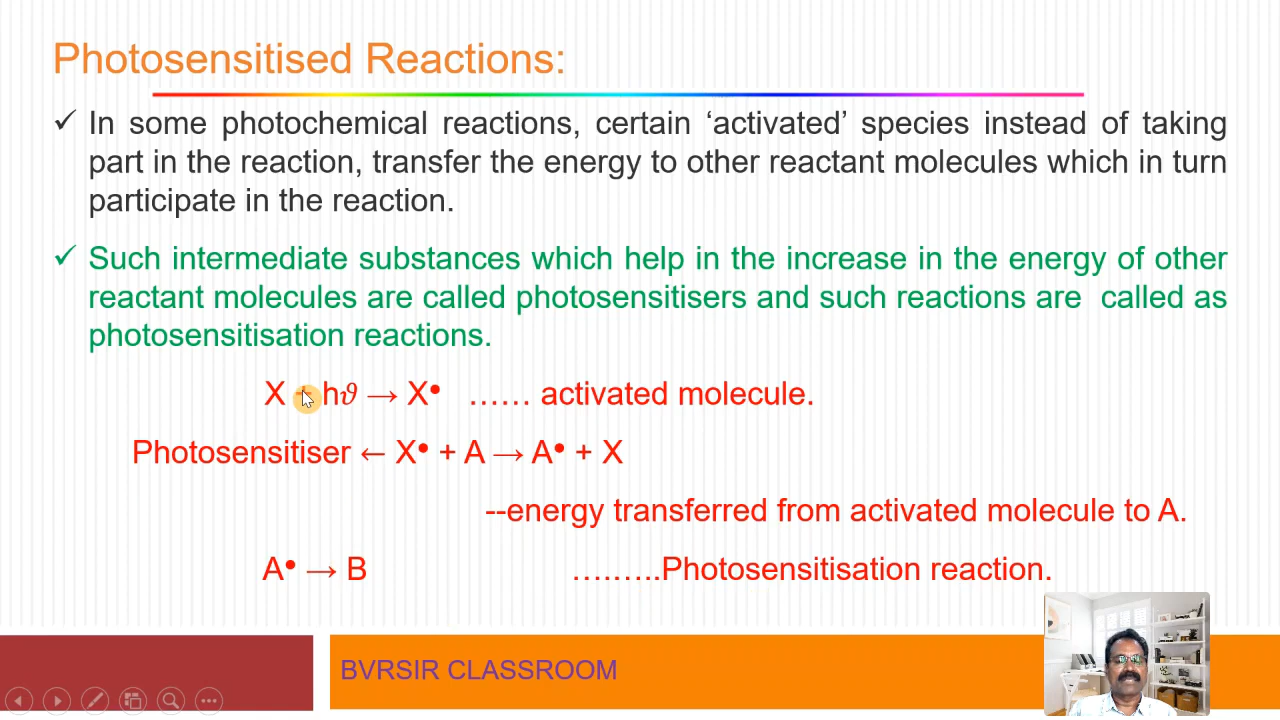 Photosensitised Reactions:
✓ In some photochemical reactions, certain ‘activated’ species instead of taking
part in the reaction, transfer the energy to other reactant molecules which in turn
participate in the reaction.
✓ Such intermediate substances which help in the increase in the energy of other
reactant molecules are called photosensitisers and such reactions are called as
photosensitisation reactions.
X + hϑ → X• …… activated molecule.
Photosensitiser ← X• + A → A• + X
--energy transferred from activated molecule to A.
A• → B ….…..Photosensitisation reaction.
BVRSIR CLASSROOM